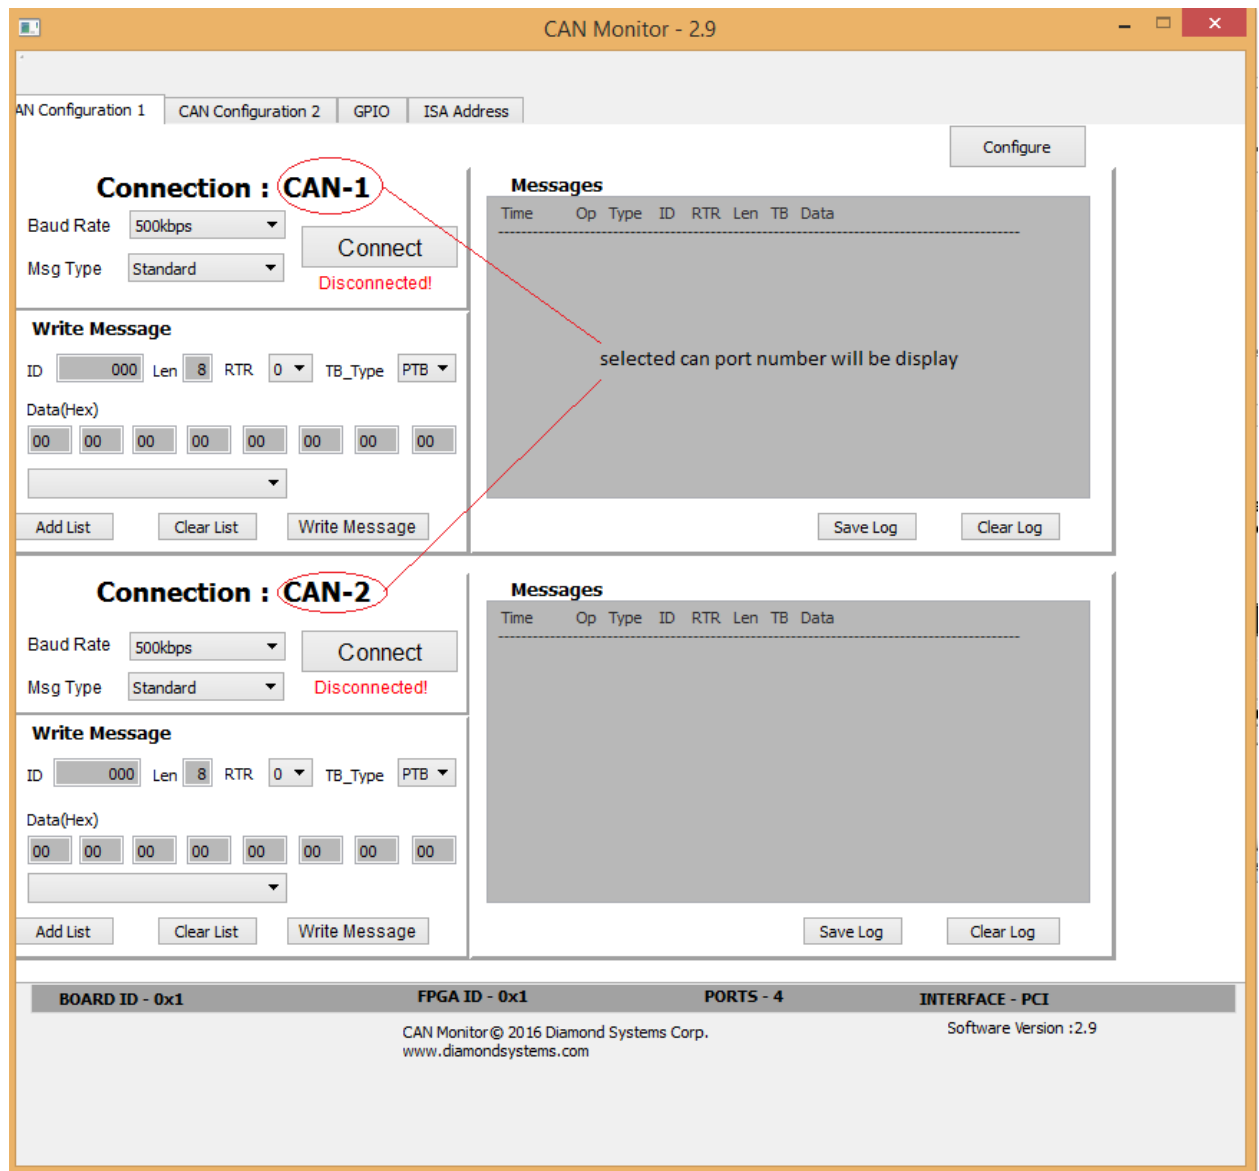 CAN Monitor - 2.9
AN Configuration 1 CAN Configuration 2 GPIO ISA Address
Configure
Connection : CAN-1
Baud Rate 500kbps
Connect
Msg Type Standard
Disconnected!
Messages
Time Op Type ID RTR Len TB Data
--------------------------------------------------------------------------------
selected can port number will be display
Write Message
ID 000 Len 8 RTR 0 TB_Type PTB
Data(Hex)
00 00 00 00 00 00 00 00
Add List Clear List Write Message
Save Log Clear Log
Connection : CAN-2
Baud Rate 500kbps
Connect
Msg Type Standard
Disconnected!
Messages
Time Op Type ID RTR Len TB Data
--------------------------------------------------------------------------------
Write Message
ID 000 Len 8 RTR 0 TB_Type PTB
Data(Hex)
00 00 00 00 00 00 00 00
Add List Clear List Write Message
Save Log Clear Log
BOARD ID - 0x1 FPGA ID - 0x1 PORTS - 4 INTERFACE - PCI
CAN Monitor© 2016 Diamond Systems Corp.
www.diamondsystems.com
Software Version :2.9